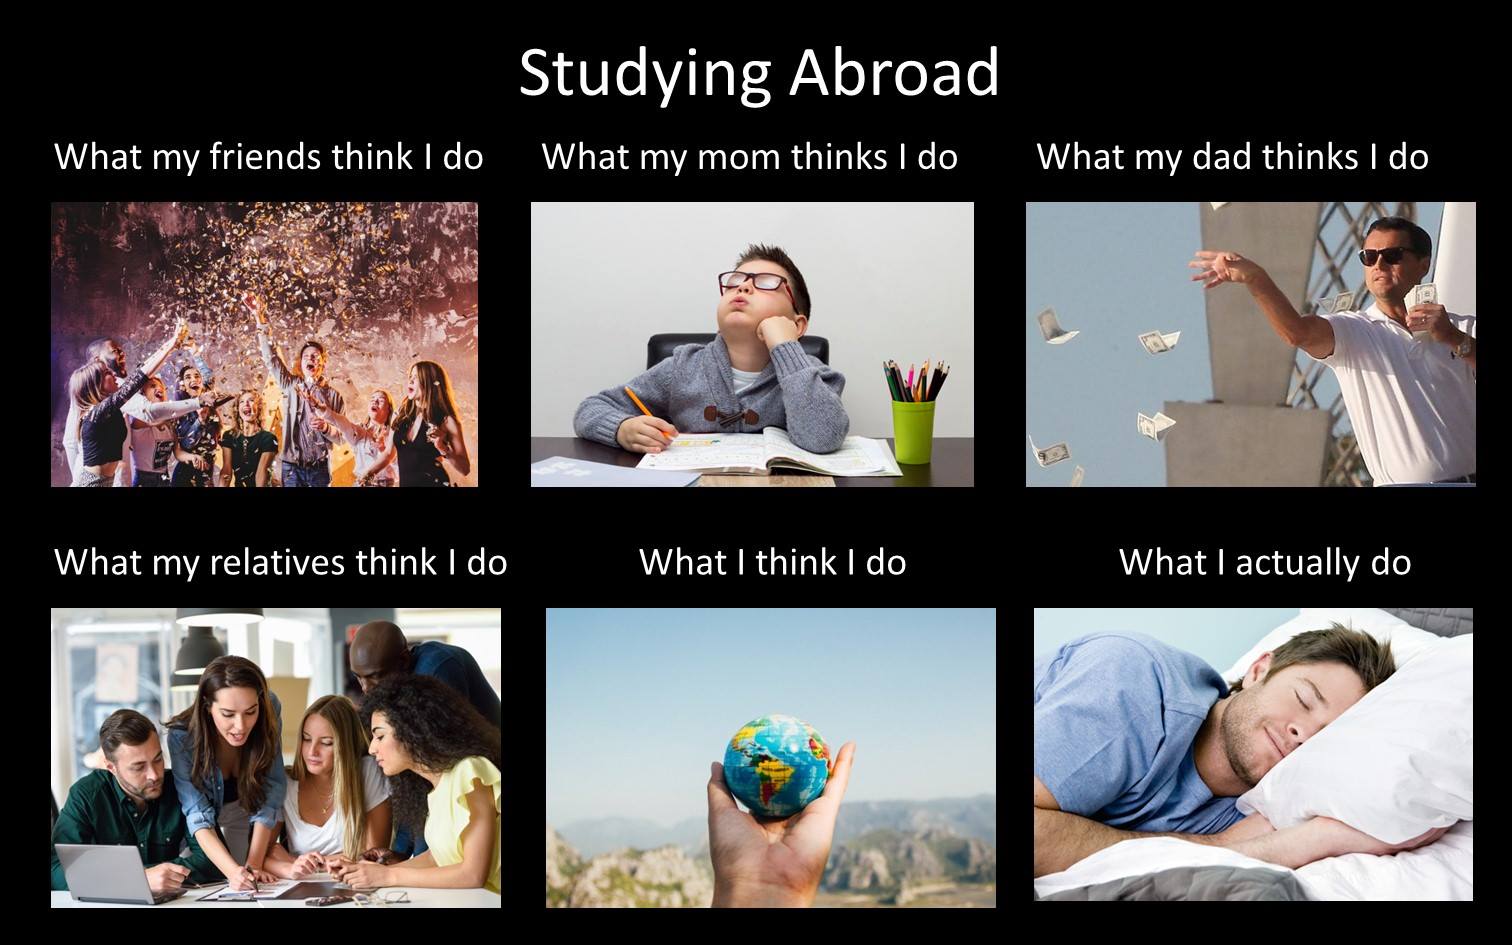 Studying Abroad
What my friends think I do
What my mom thinks I do
What my dad thinks I do
What my relatives think I do
What I think I do
What I actually do